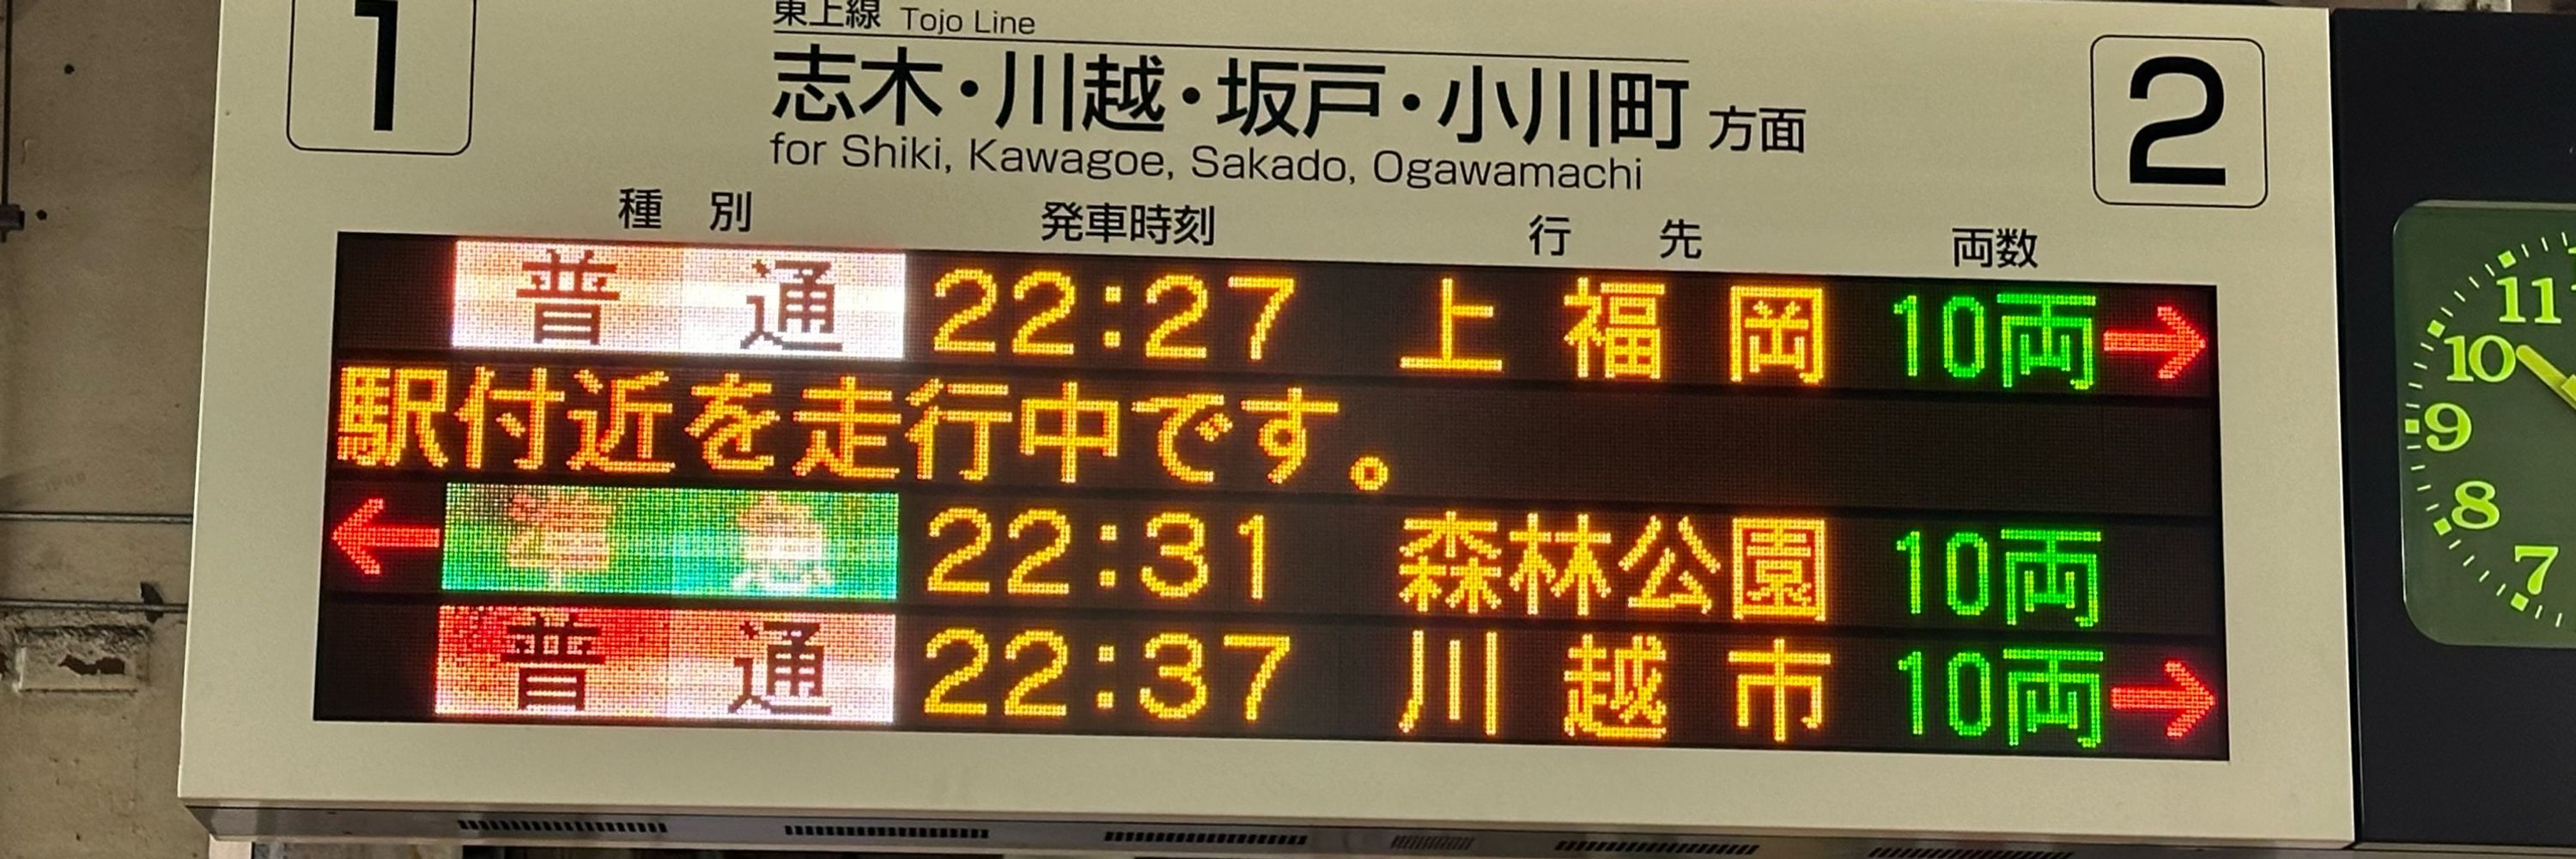 1
東上線 Tojo Line
志木・川越・坂戸・小川町 方面
for Shiki, Kawagoe, Sakado, Ogawamachi
2
種別 発車時刻 行先 両数
普通 22:27 上福岡 10両 →
駅付近を走行中です。
← 準急 22:31 森林公園 10両
普通 22:37 川越市 10両 →
11
10
9
8
7